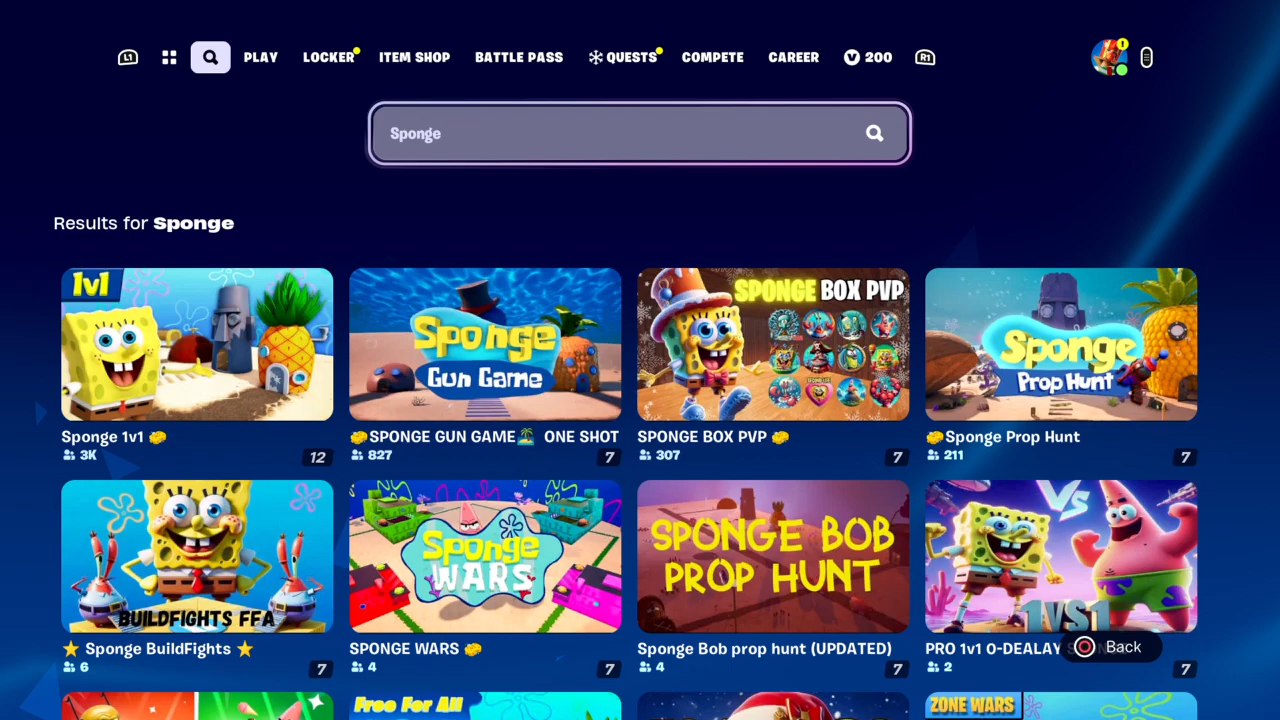 L1 PLAY LOCKER ITEM SHOP BATTLE PASS QUESTS COMPETE CAREER V 200 R1
Sponge
Results for Sponge
1v1
Sponge
Gun Game
SPONGE BOX PVP
Sponge
Prop Hunt
Sponge 1v1
SPONGE GUN GAME ONE SHOT
SPONGE BOX PVP
Sponge Prop Hunt
3K 12
827 7
307 7
211 7
BUILDFIGHTS FFA
Sponge
WARS
SPONGE BOB
PROP HUNT
VS
1VS1
Sponge BuildFights
SPONGE WARS
Sponge Bob prop hunt (UPDATED)
PRO 1v1 0-DEALAY
Back
6 7
4 7
4 7
2 7
Free For All
ZONE WARS